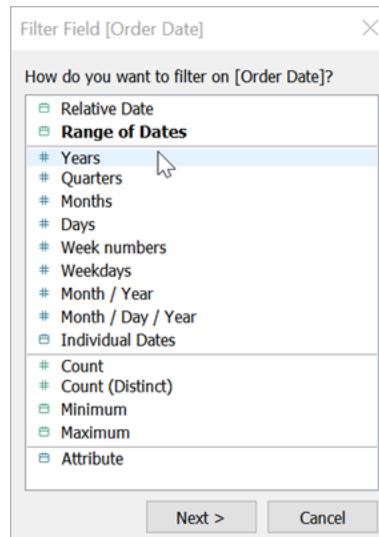 Filter Field [Order Date]
How do you want to filter on [Order Date]?
Relative Date
Range of Dates
# Years
# Quarters
# Months
# Days
# Week numbers
# Weekdays
# Month / Year
# Month / Day / Year
Individual Dates
# Count
# Count (Distinct)
Minimum
Maximum
Attribute
Next > Cancel